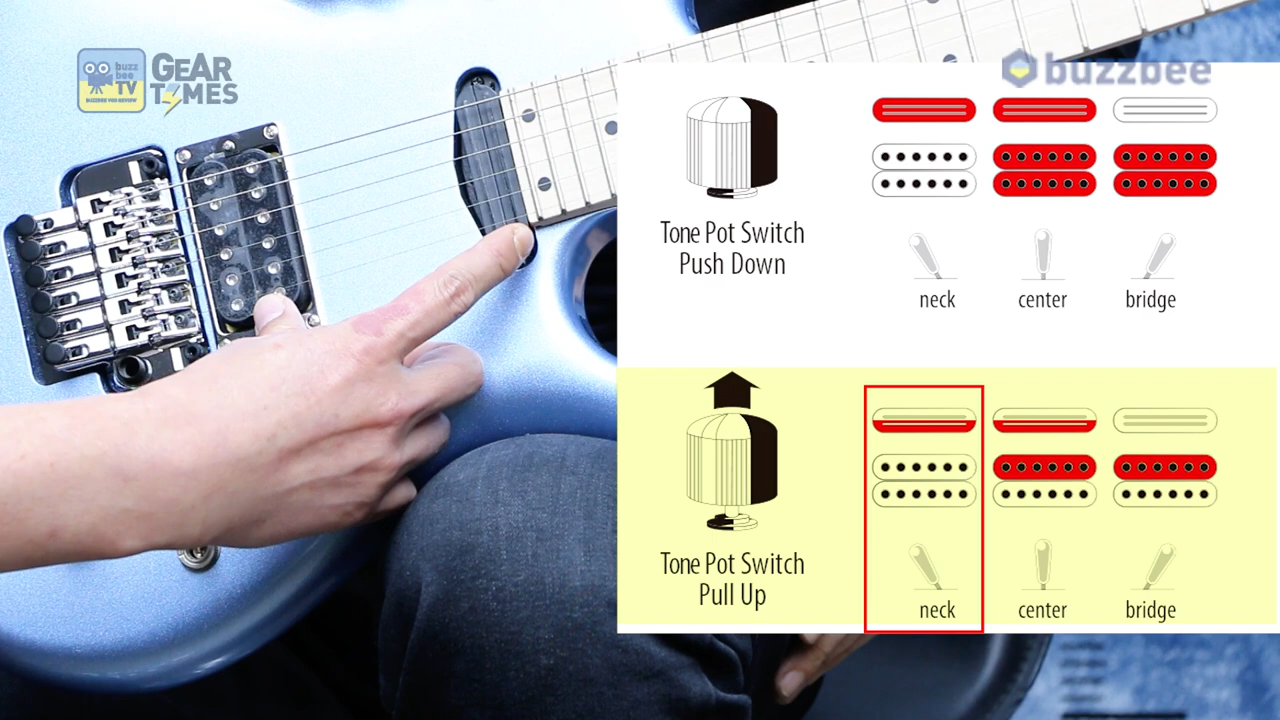 buzz
bee
TV
BUZZBEE YOU-REVIEW
GEAR
TIMES
buzzbee
Tone Pot Switch
Push Down
neck
center
bridge
Tone Pot Switch
Pull Up
neck
center
bridge